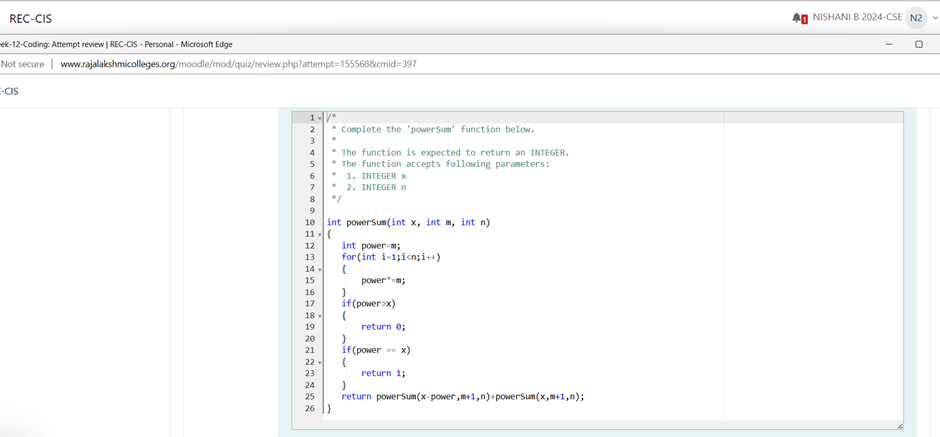 REC-CIS
1 NISHANI B 2024-CSE N2
ek-12-Coding: Attempt review | REC-CIS - Personal - Microsoft Edge
Not secure | www.rajalakshmicolleges.org/moodle/mod/quiz/review.php?attempt=155568&cmid=397
-CIS
1 /*
2 * Complete the 'powerSum' function below.
3 *
4 * The function is expected to return an INTEGER.
5 * The function accepts following parameters:
6 * 1. INTEGER x
7 * 2. INTEGER n
8 */
9
10 int powerSum(int x, int m, int n)
11 {
12 int power=m;
13 for(int i=1;i<n;i++)
14 {
15 power*=m;
16 }
17 if(power>x)
18 {
19 return 0;
20 }
21 if(power == x)
22 {
23 return 1;
24 }
25 return powerSum(x-power,m+1,n)+powerSum(x,m+1,n);
26 }